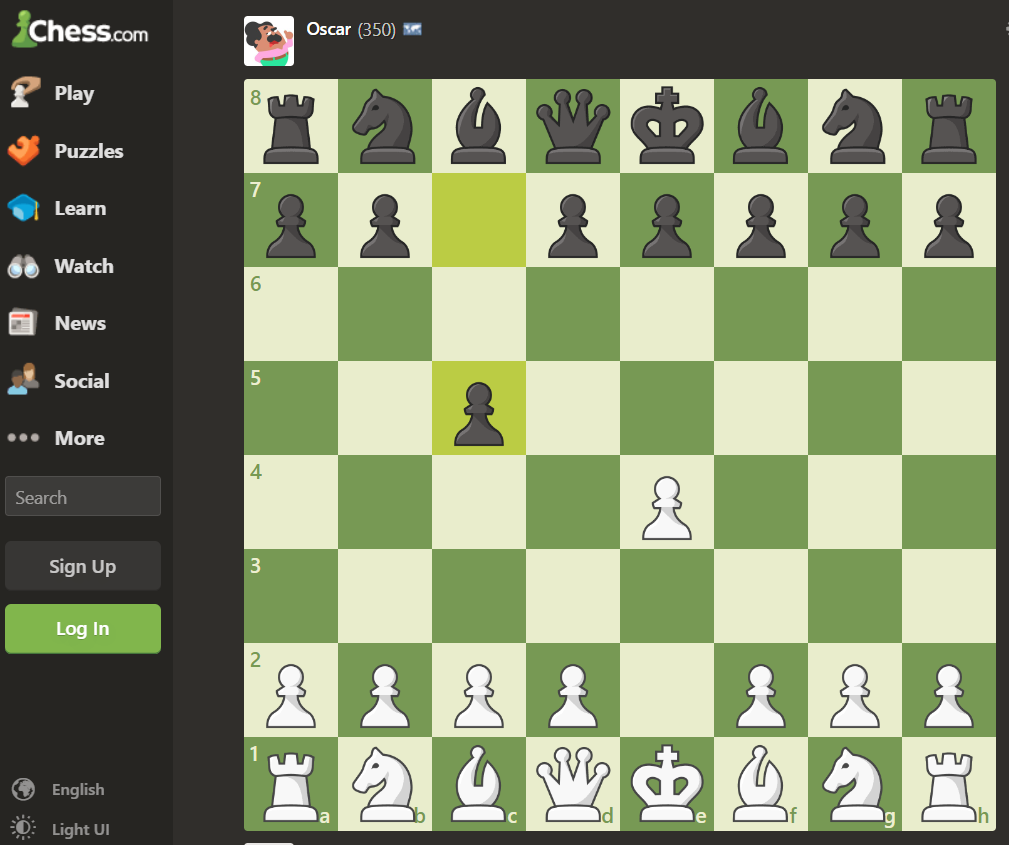 Chess.com
Play
Puzzles
Learn
Watch
News
Social
More
Search
Sign Up
Log In
English
Light UI
Oscar (350)
8
7
6
5
4
3
2
1
a b c d e f g h